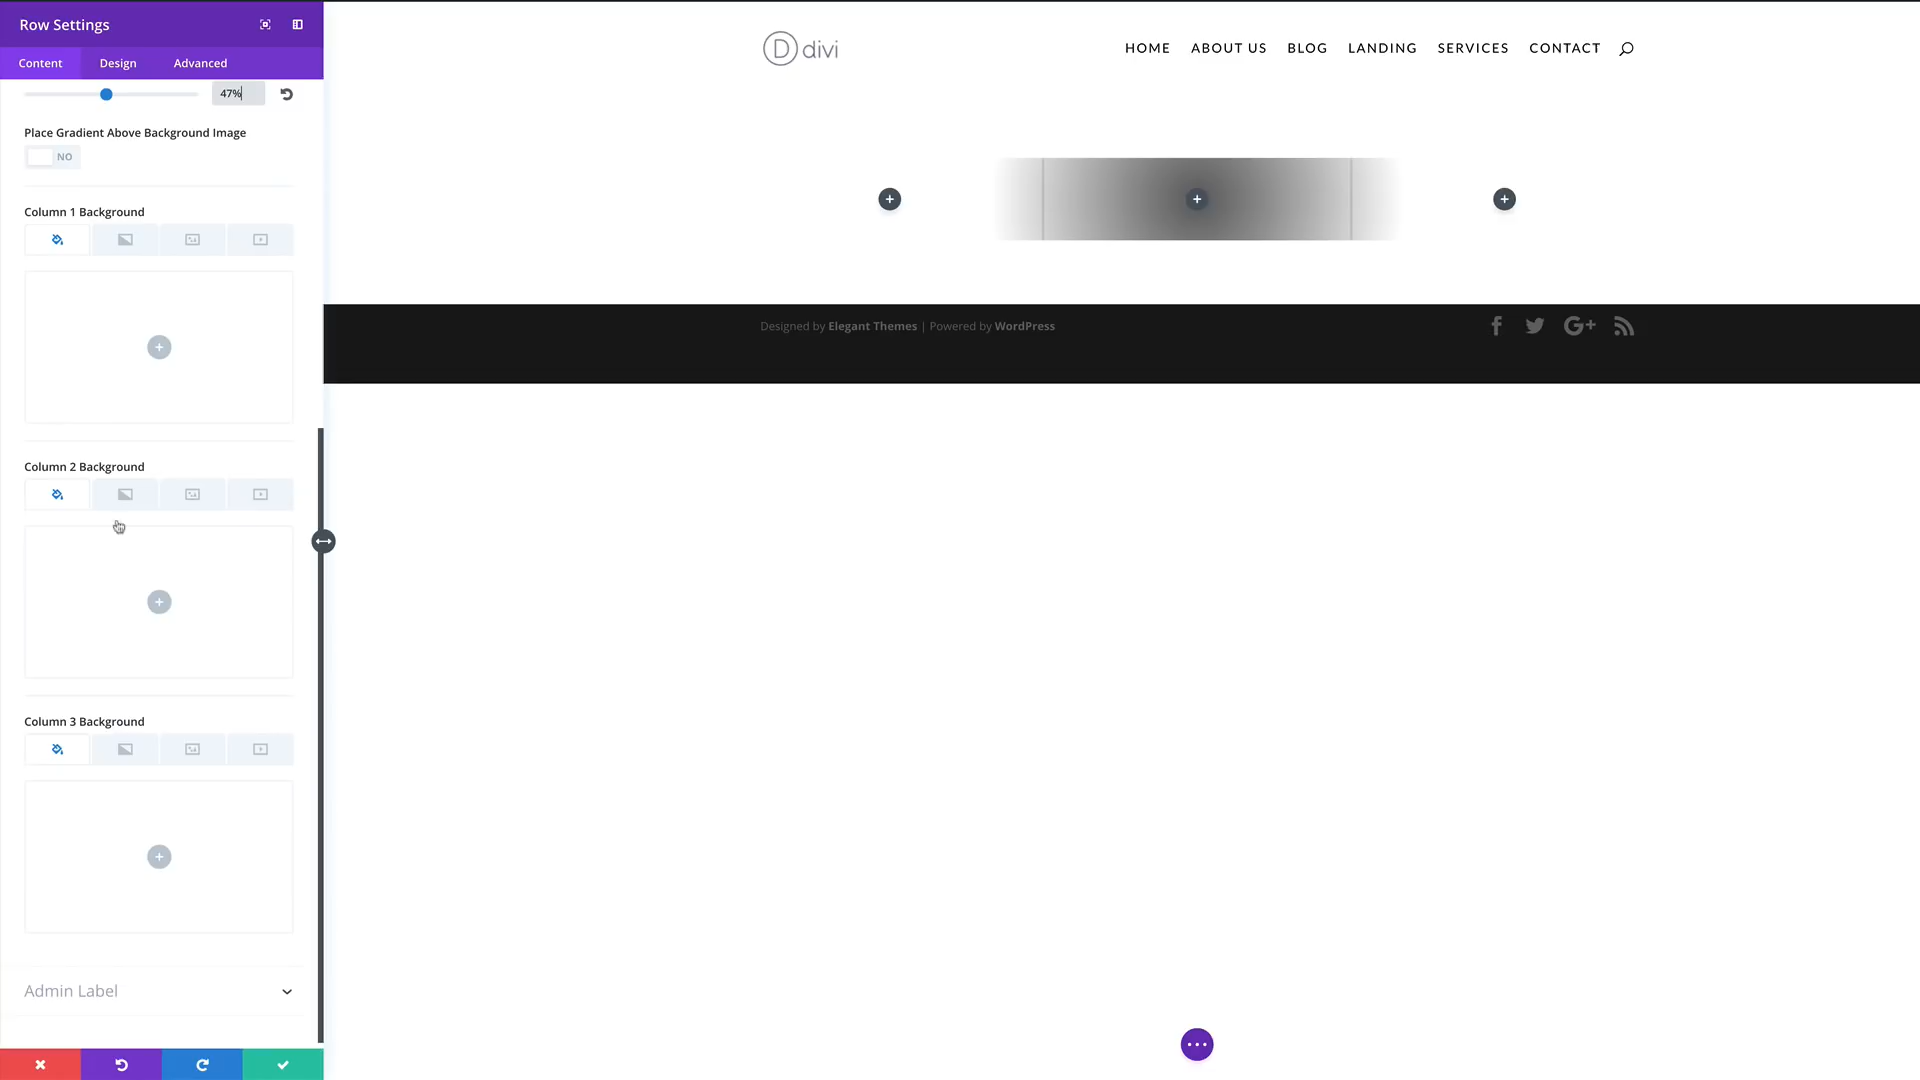 Row Settings
Content Design Advanced
47%
Place Gradient Above Background Image
NO
Column 1 Background
Column 2 Background
Column 3 Background
Admin Label
D divi
HOME ABOUT US BLOG LANDING SERVICES CONTACT
Designed by Elegant Themes | Powered by WordPress